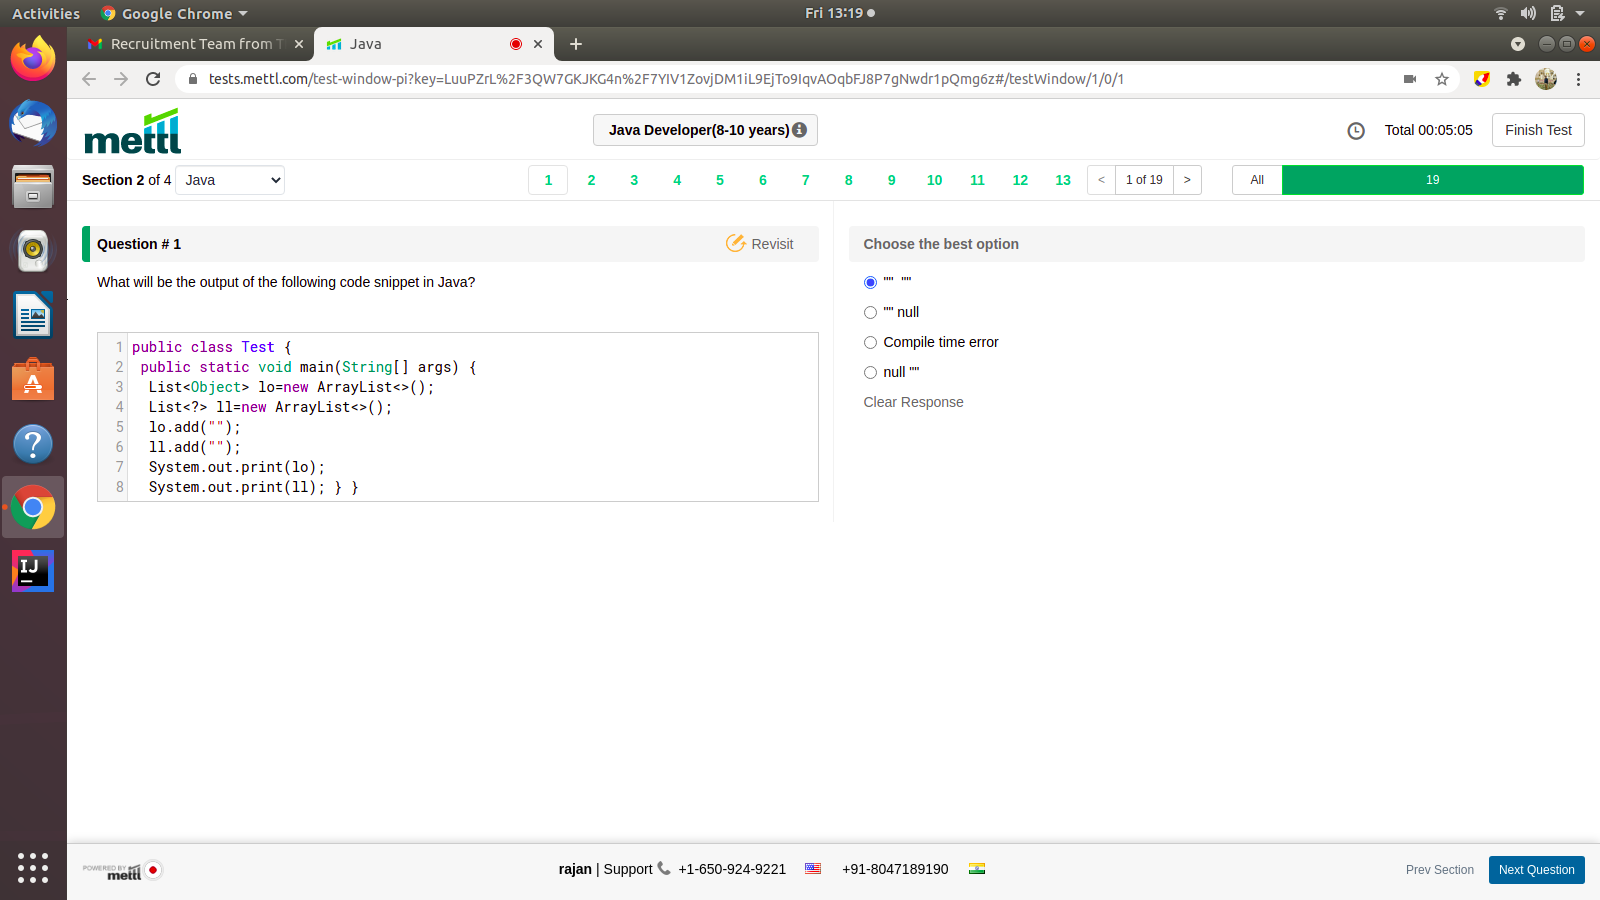 Activities Google Chrome Fri 13:19
Recruitment Team from T Java
tests.mettl.com/test-window-pi?key=LuuPZrL%2F3QW7GKJKG4n%2F7YIV1ZovjDM1iL9EjTo9IqvAOqbFJ8P7gNwdr1pQmg6z#/testWindow/1/0/1
mettl Java Developer(8-10 years) Total 00:05:05 Finish Test
Section 2 of 4 Java 1 2 3 4 5 6 7 8 9 10 11 12 13 < 1 of 19 > All 19
Question # 1 Revisit
What will be the output of the following code snippet in Java?
1 public class Test {
2 public static void main(String[] args) {
3 List<Object> lo=new ArrayList<>();
4 List<?> ll=new ArrayList<>();
5 lo.add("");
6 ll.add("");
7 System.out.print(lo);
8 System.out.print(ll); } }
Choose the best option
"" ""
"" null
Compile time error
null ""
Clear Response
IJ
POWERED BY mettl rajan | Support +1-650-924-9221 +91-8047189190 Prev Section Next Question